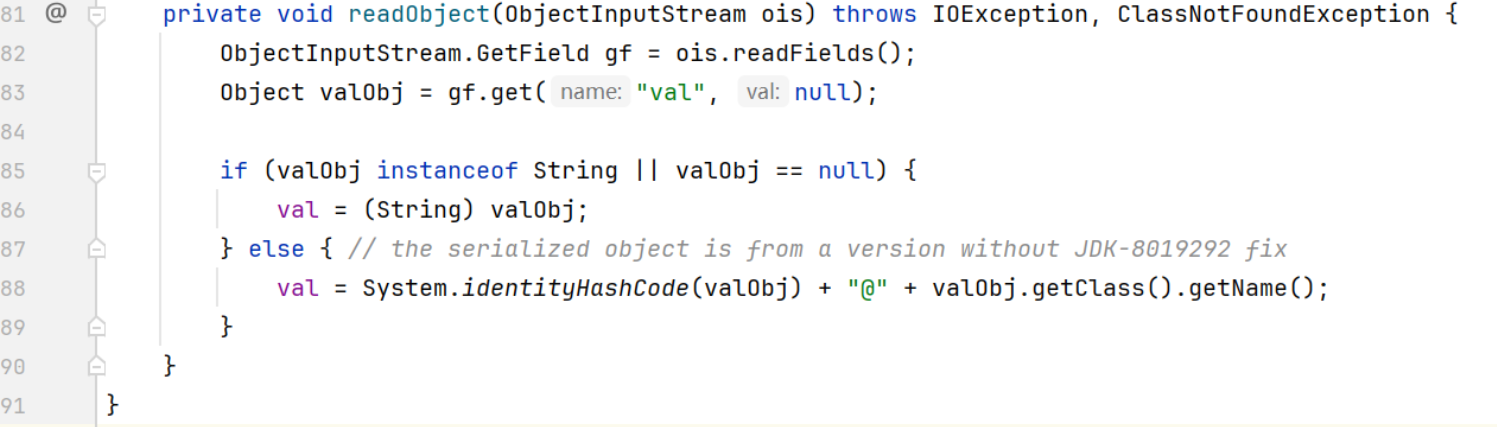 81 @ private void readObject(ObjectInputStream ois) throws IOException, ClassNotFoundException {
82 ObjectInputStream.GetField gf = ois.readFields();
83 Object valObj = gf.get( name: "val", val: null);
84
85 if (valObj instanceof String || valObj == null) {
86 val = (String) valObj;
87 } else { // the serialized object is from a version without JDK-8019292 fix
88 val = System.identityHashCode(valObj) + "@" + valObj.getClass().getName();
89 }
90 }
91 }